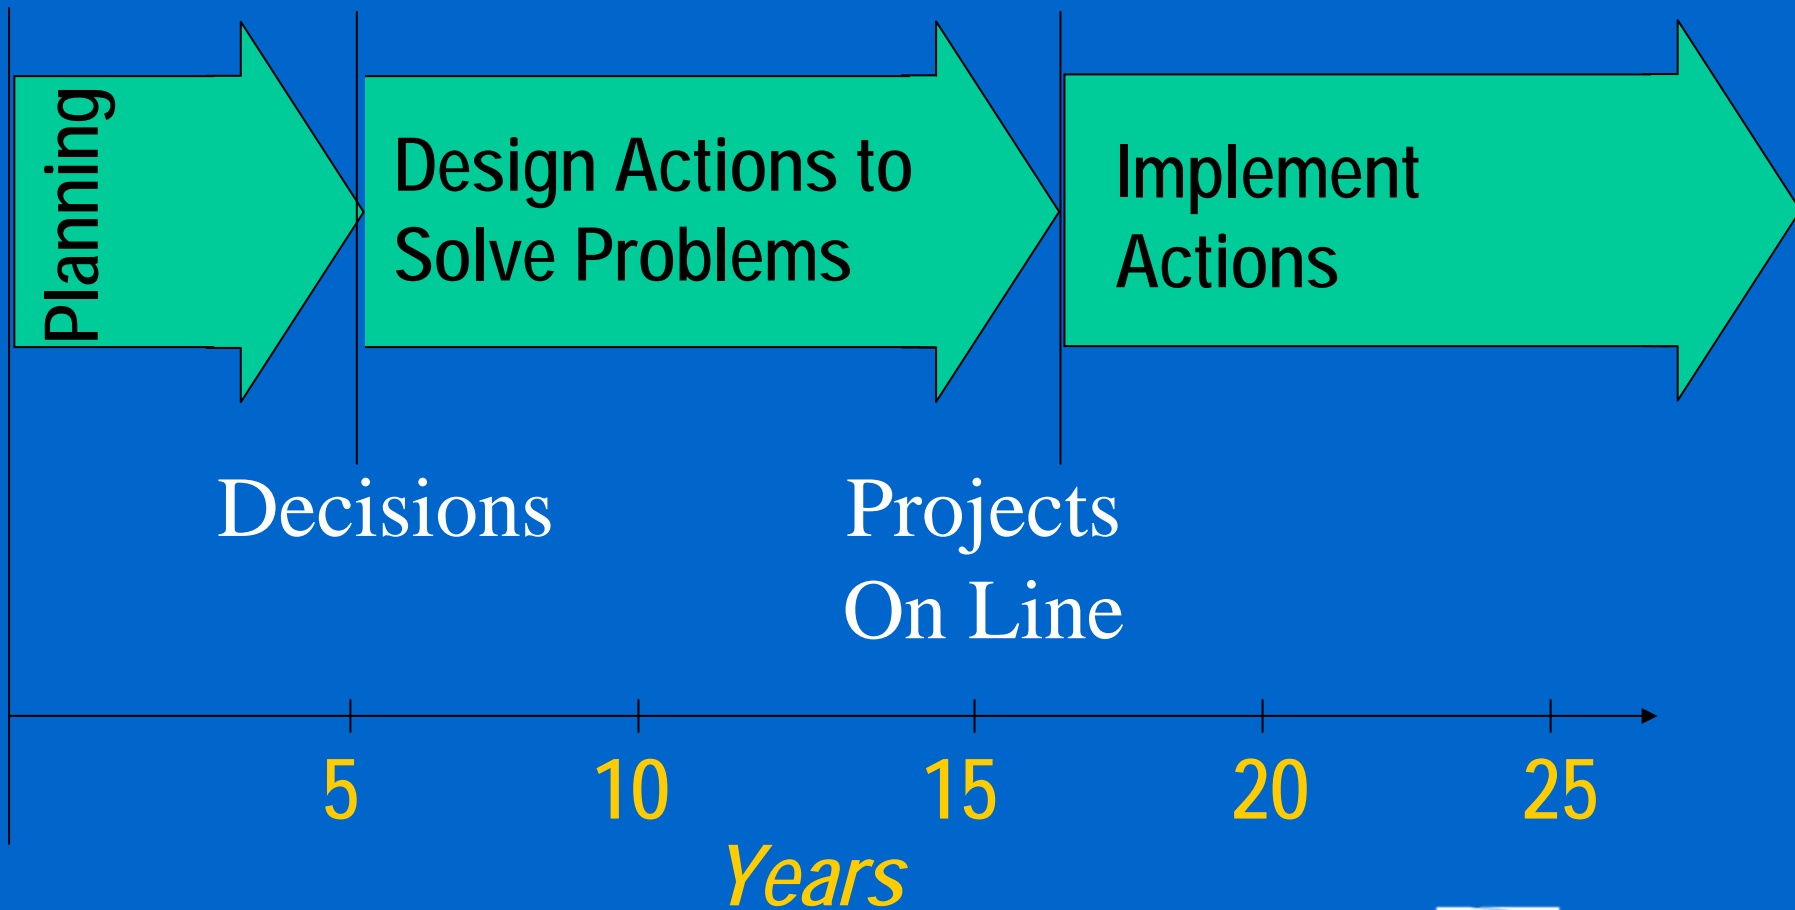 Planning
Design Actions to
Solve Problems
Implement
Actions
Decisions
Projects
On Line
5 10 15 20 25
Years